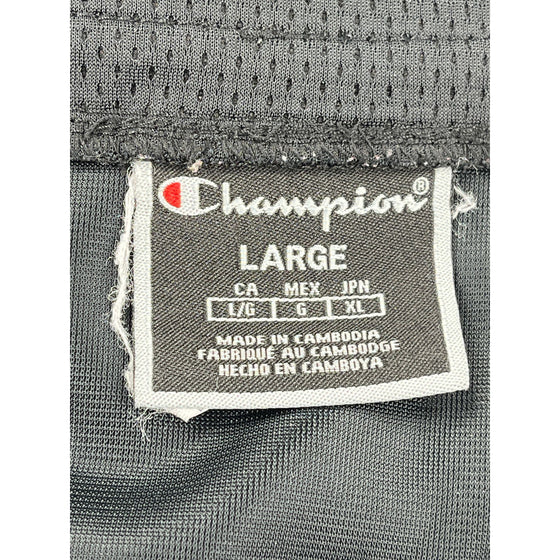 Champion®
LARGE
CA MEX JPN
L/G G XL
MADE IN CAMBODIA
FABRIQUÉ AU CAMBODGE
HECHO EN CAMBOYA